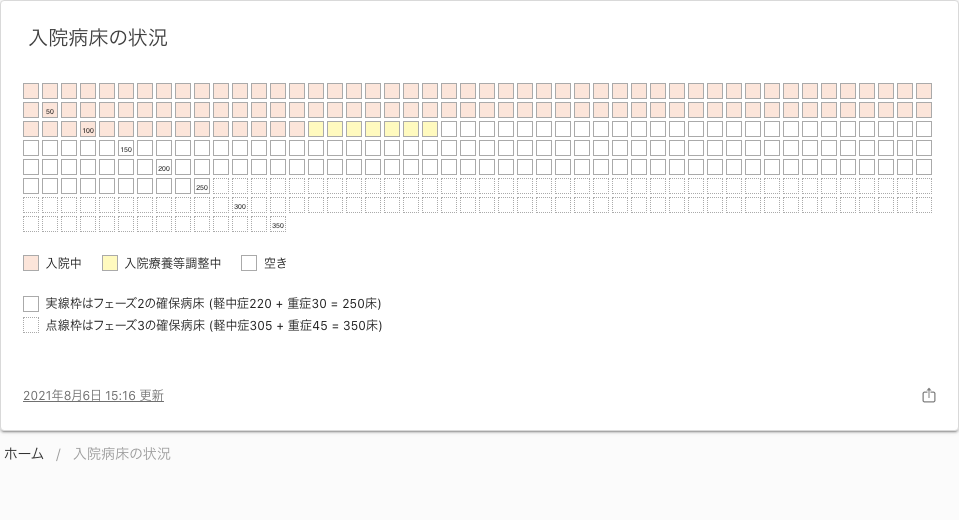 入院病床の状況
50
100
150
200
250
300
350
入院中 入院療養等調整中 空き
実線枠はフェーズ2の確保病床 (軽中症220 + 重症30 = 250床)
点線枠はフェーズ3の確保病床 (軽中症305 + 重症45 = 350床)
2021年8月6日 15:16 更新
ホーム / 入院病床の状況